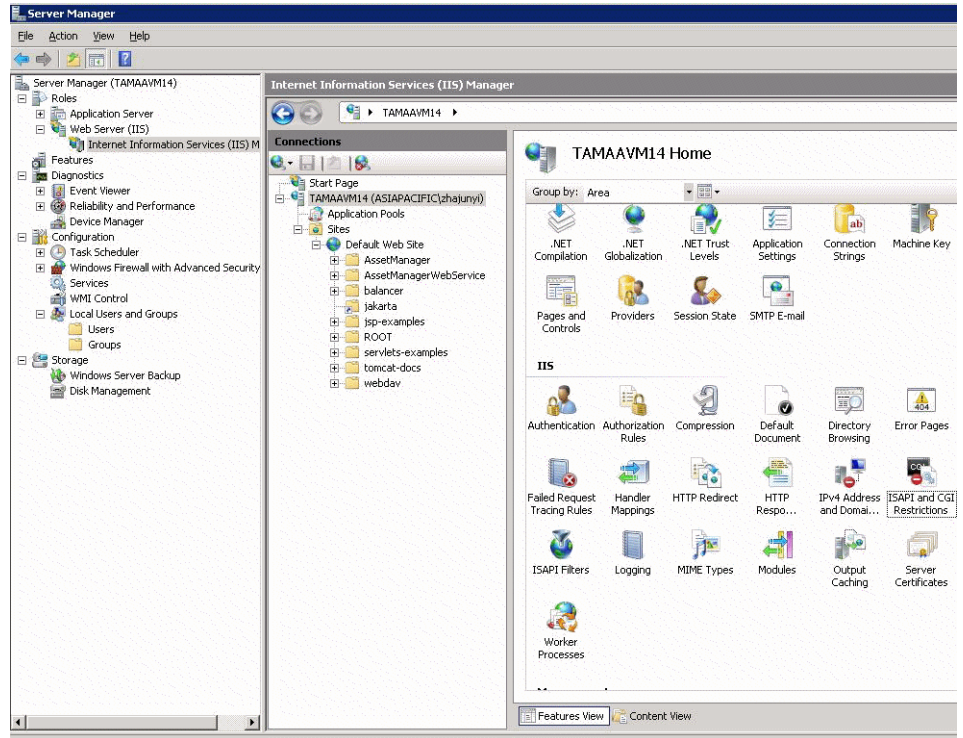 Server Manager
File Action View Help
Server Manager (TAMAAVM14)
Roles
Application Server
Web Server (IIS)
Internet Information Services (IIS) M
Features
Diagnostics
Event Viewer
Reliability and Performance
Device Manager
Configuration
Task Scheduler
Windows Firewall with Advanced Security
Services
WMI Control
Local Users and Groups
Users
Groups
Storage
Windows Server Backup
Disk Management
Internet Information Services (IIS) Manager
TAMAAVM14
Connections
Start Page
TAMAAVM14 (ASIAPACIFIC\zhajunyi)
Application Pools
Sites
Default Web Site
AssetManager
AssetManagerWebService
balancer
jakarta
jsp-examples
ROOT
servlets-examples
tomcat-docs
webdav
TAMAAVM14 Home
Group by: Area
ab
.NET .NET .NET Trust Application Connection Machine Key
Compilation Globalization Levels Settings Strings
Pages and Providers Session State SMTP E-mail
Controls
IIS
404
Authentication Authorization Compression Default Directory Error Pages
Rules Document Browsing
Failed Request Handler HTTP Redirect HTTP IPv4 Address ISAPI and CGI
Tracing Rules Mappings Respo... and Domai... Restrictions
ISAPI Filters Logging MIME Types Modules Output Server
Caching Certificates
Worker
Processes
Features View Content View